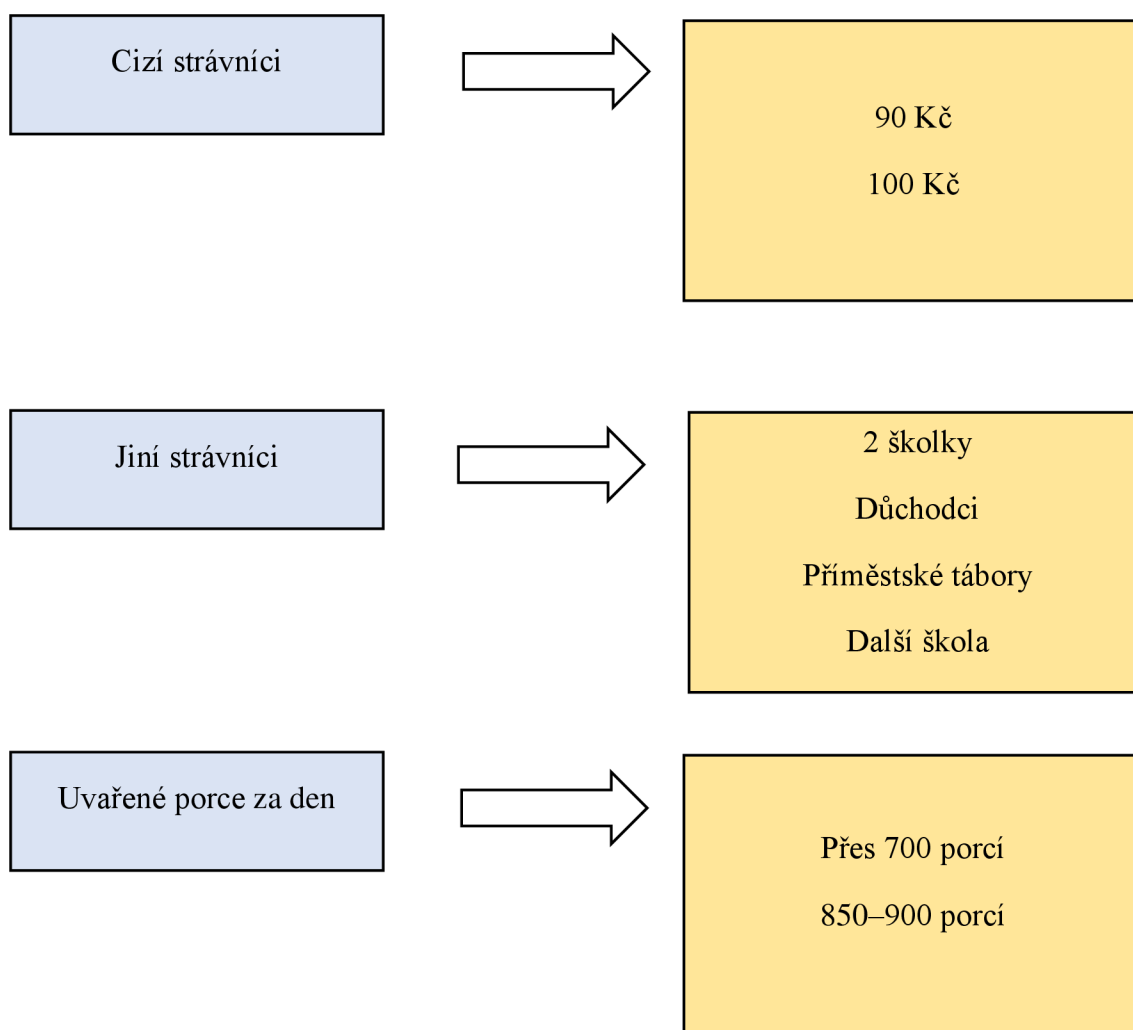 Cizí strávníci
90 Kč
100 Kč
Jiní strávníci
2 školky
Důchodci
Příměstské tábory
Další škola
Uvařené porce za den
Přes 700 porcí
850–900 porcí